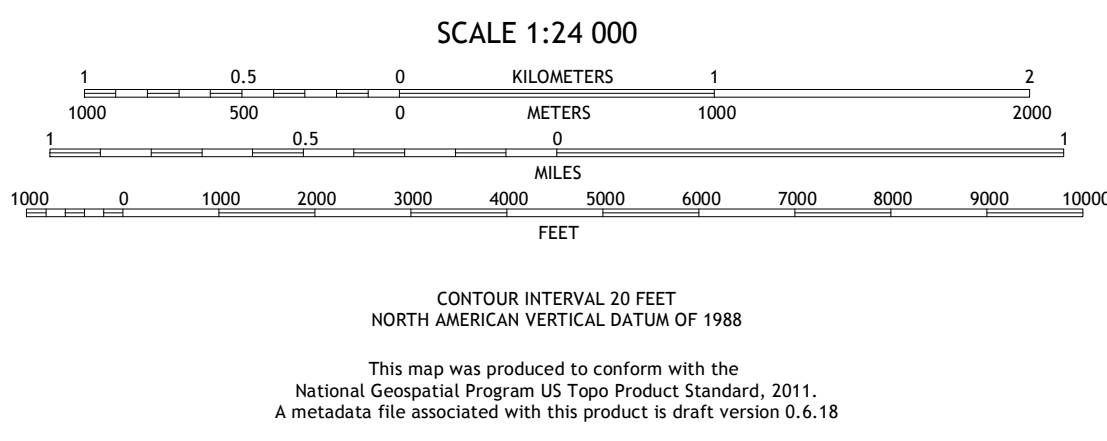 SCALE 1:24 000
1 0.5 0 KILOMETERS 1 2
1000 500 0 METERS 1000 2000
1 0.5 0 1
MILES
1000 0 1000 2000 3000 4000 5000 6000 7000 8000 9000 10000
FEET
CONTOUR INTERVAL 20 FEET
NORTH AMERICAN VERTICAL DATUM OF 1988
This map was produced to conform with the
National Geospatial Program US Topo Product Standard, 2011.
A metadata file associated with this product is draft version 0.6.18